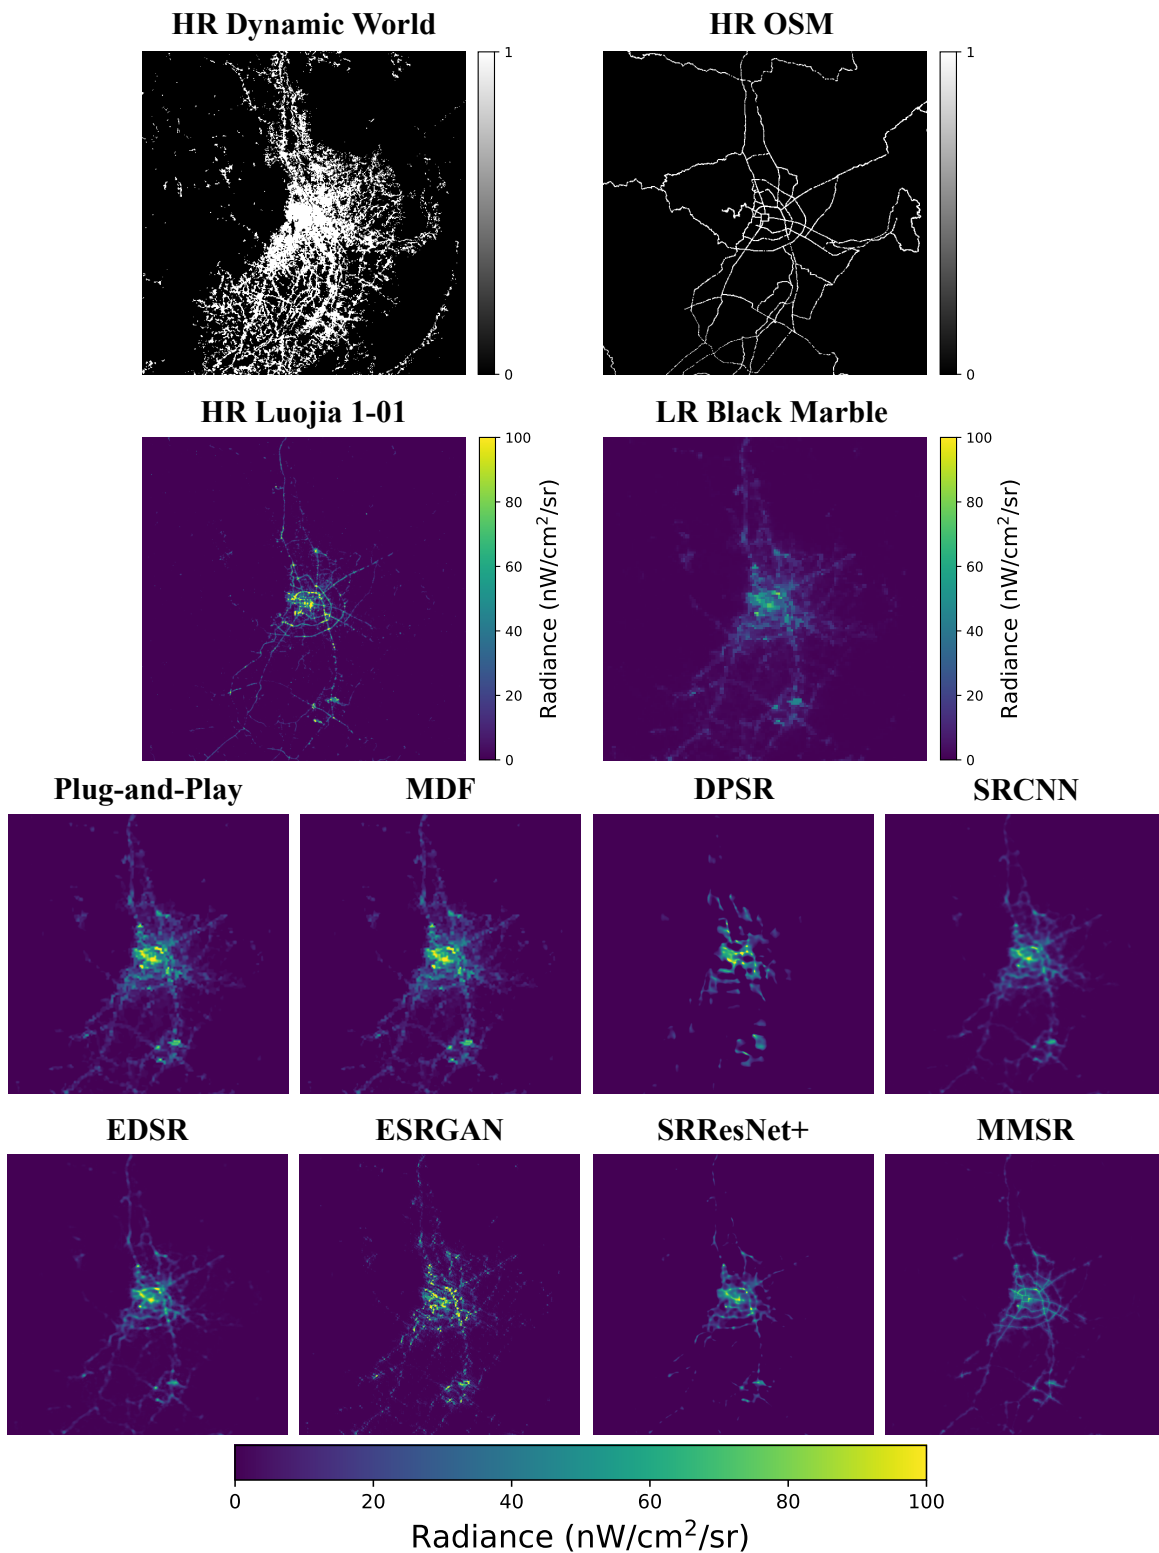 HR Dynamic World
HR OSM
1
0
1
0
HR Luojia 1-01
LR Black Marble
100
80
60
40
20
0
Radiance (nW/cm²/sr)
100
80
60
40
20
0
Radiance (nW/cm²/sr)
Plug-and-Play
MDF
DPSR
SRCNN
EDSR
ESRGAN
SRResNet+
MMSR
0 20 40 60 80 100
Radiance (nW/cm²/sr)